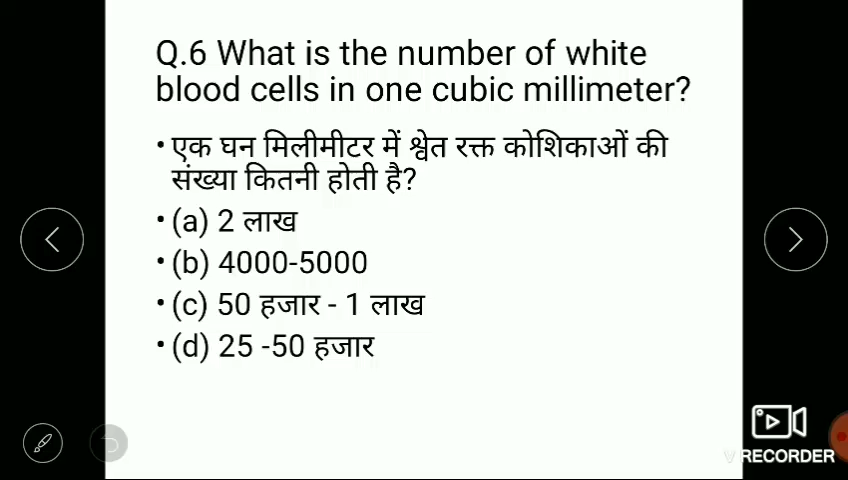 Q.6 What is the number of white
blood cells in one cubic millimeter?
• एक घन मिलीमीटर में श्वेत रक्त कोशिकाओं की
संख्या कितनी होती है?
• (a) 2 लाख
• (b) 4000-5000
• (c) 50 हजार - 1 लाख
• (d) 25 -50 हजार
RECORDER